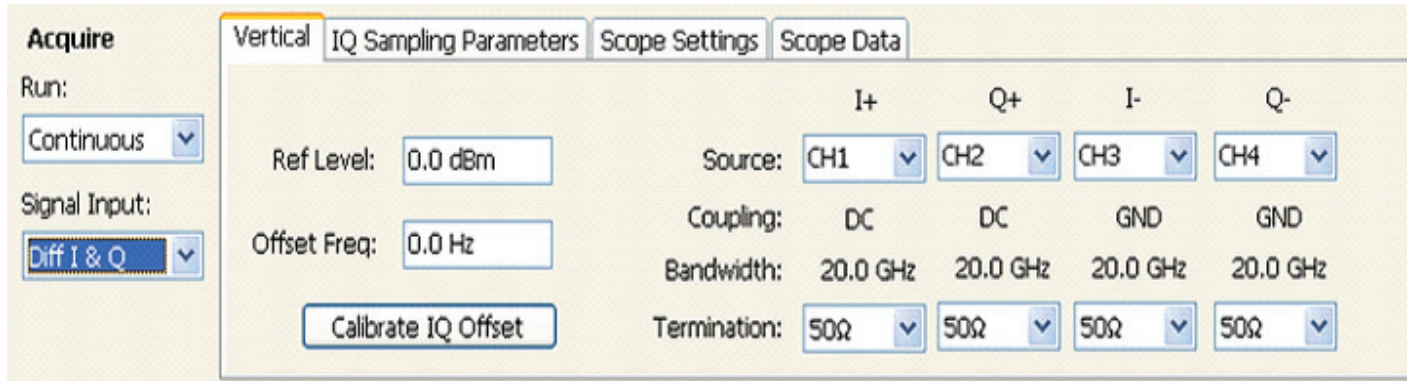 Acquire
Vertical IQ Sampling Parameters Scope Settings Scope Data
Run:
I+ Q+ I- Q-
Continuous
Ref Level: 0.0 dBm Source: CH1 CH2 CH3 CH4
Signal Input:
Coupling: DC DC GND GND
Diff I & Q
Offset Freq: 0.0 Hz
Bandwidth: 20.0 GHz 20.0 GHz 20.0 GHz 20.0 GHz
Calibrate IQ Offset Termination: 50Ω 50Ω 50Ω 50Ω